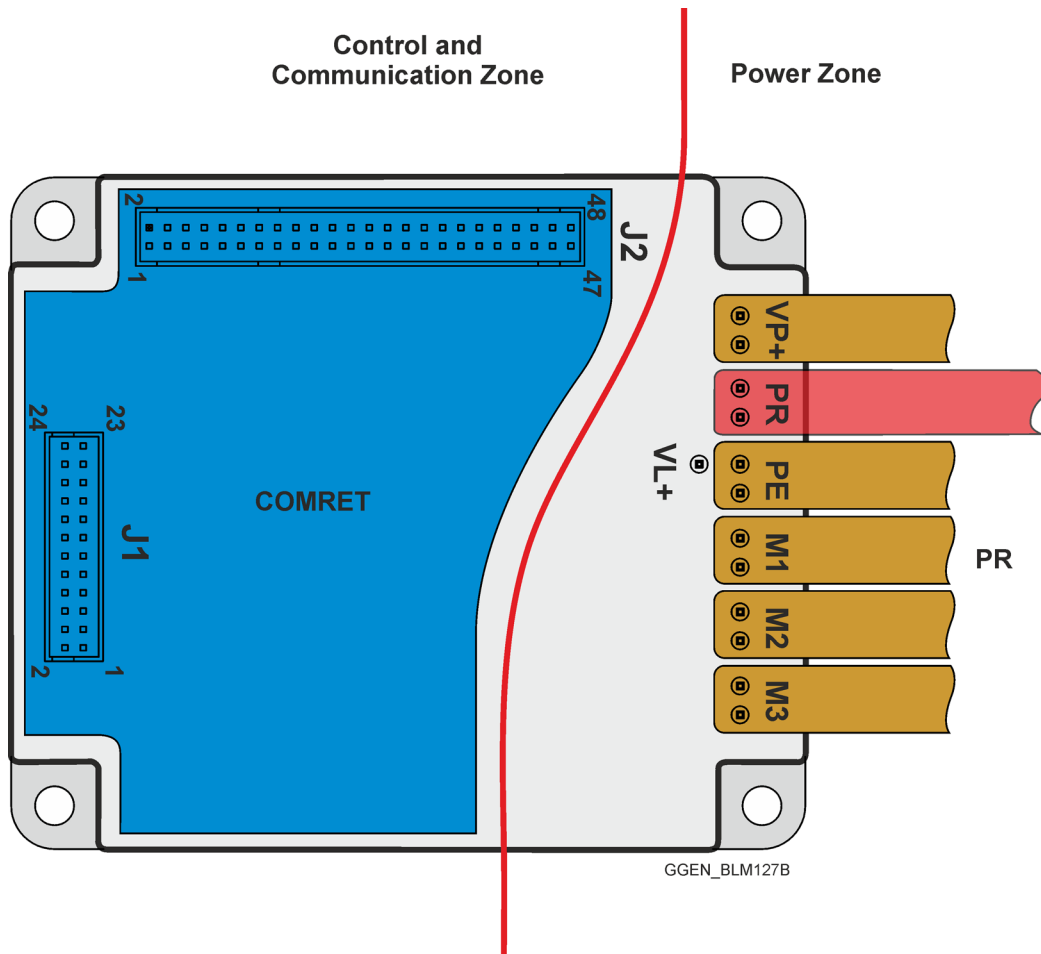 Control and
Communication Zone
Power Zone
2
48
J2
1
47
VP+
PR
24
23
VL+
PE
COMRET
J1
M1
PR
M2
2
1
M3
GGEN_BLM127B